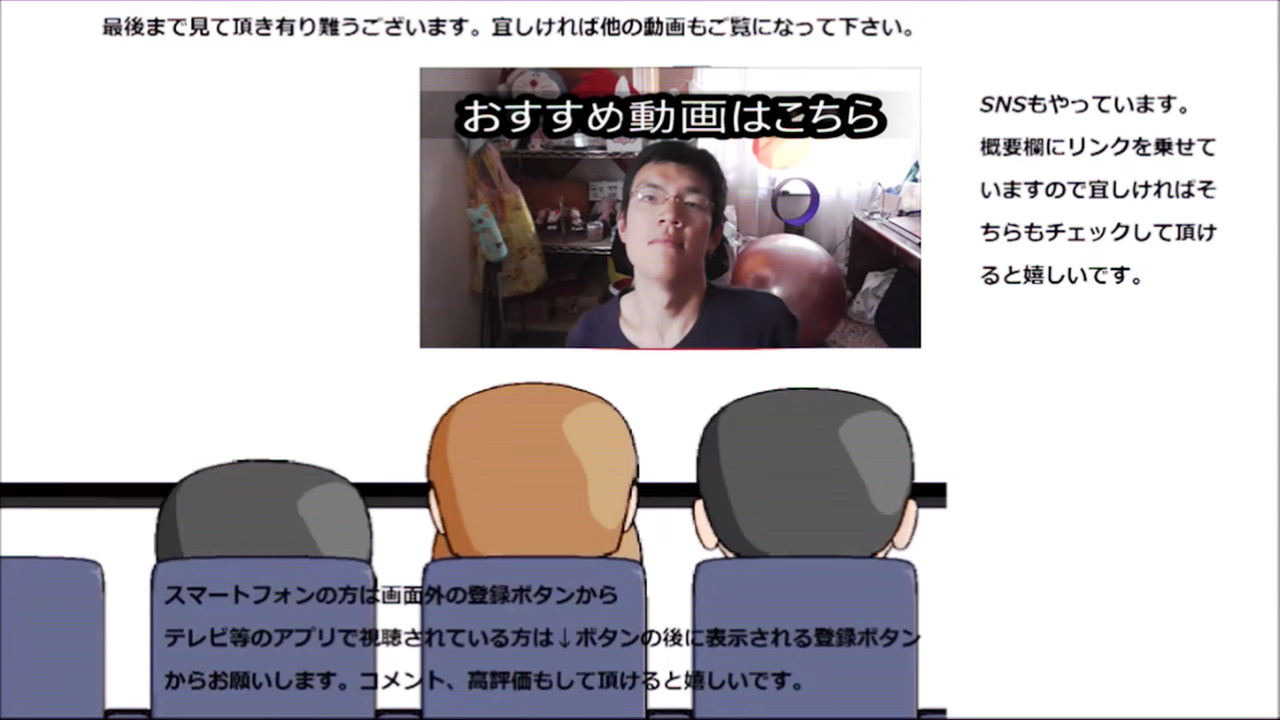 最後まで見て頂き有り難うございます。宜しければ他の動画もご覧になって下さい。
おすすめ動画はこちら
SNSもやっています。
概要欄にリンクを乗せて
いますので宜しければそ
ちらもチェックして頂け
ると嬉しいです。
スマートフォンの方は画面外の登録ボタンから
テレビ等のアプリで視聴されている方は↓ボタンの後に表示される登録ボタン
からお願いします。コメント、高評価もして頂けると嬉しいです。